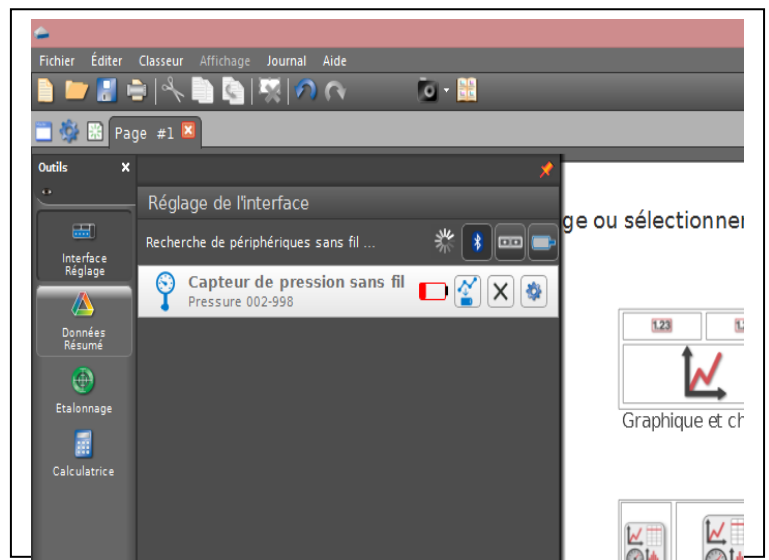 Fichier Éditer Classeur Affichage Journal Aide
Page #1
Outils
Réglage de l'interface
Recherche de périphériques sans fil ...
Interface
Réglage
Capteur de pression sans fil
Pressure 002-998
Données
Résumé
Etalonnage
Calculatrice
ge ou sélectionner
1.23
Graphique et ch